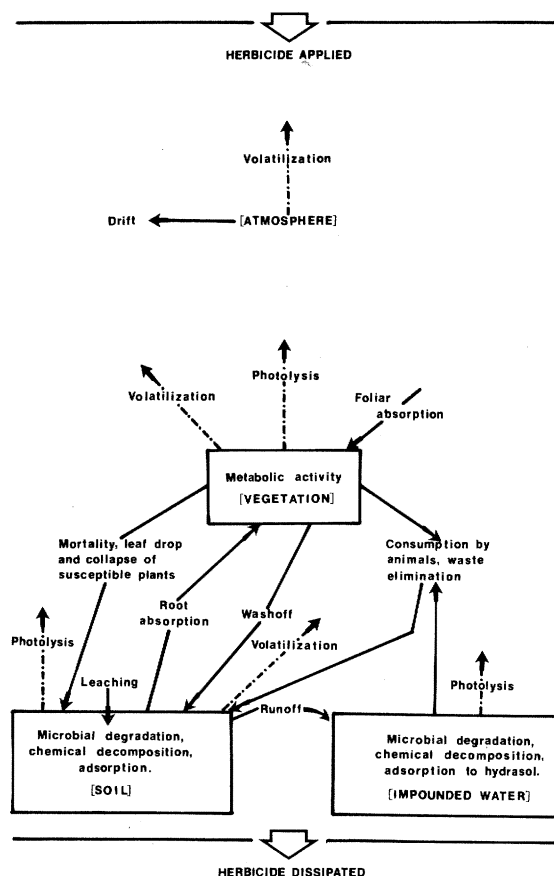 HERBICIDE APPLIED
Volatilization
Drift
[ATMOSPHERE]
Photolysis
Volatilization
Foliar
absorption
Metabolic activity
[VEGETATION]
Mortality, leaf drop
and collapse of
susceptible plants
Consumption by
animals, waste
elimination
Root
absorption
Washoff
Photolysis
Volatilization
Leaching
Runoff
Photolysis
Microbial degradation,
chemical decomposition,
adsorption.
[SOIL]
Microbial degradation,
chemical decomposition,
adsorption to hydrasol.
[IMPOUNDED WATER]
HERBICIDE DISSIPATED